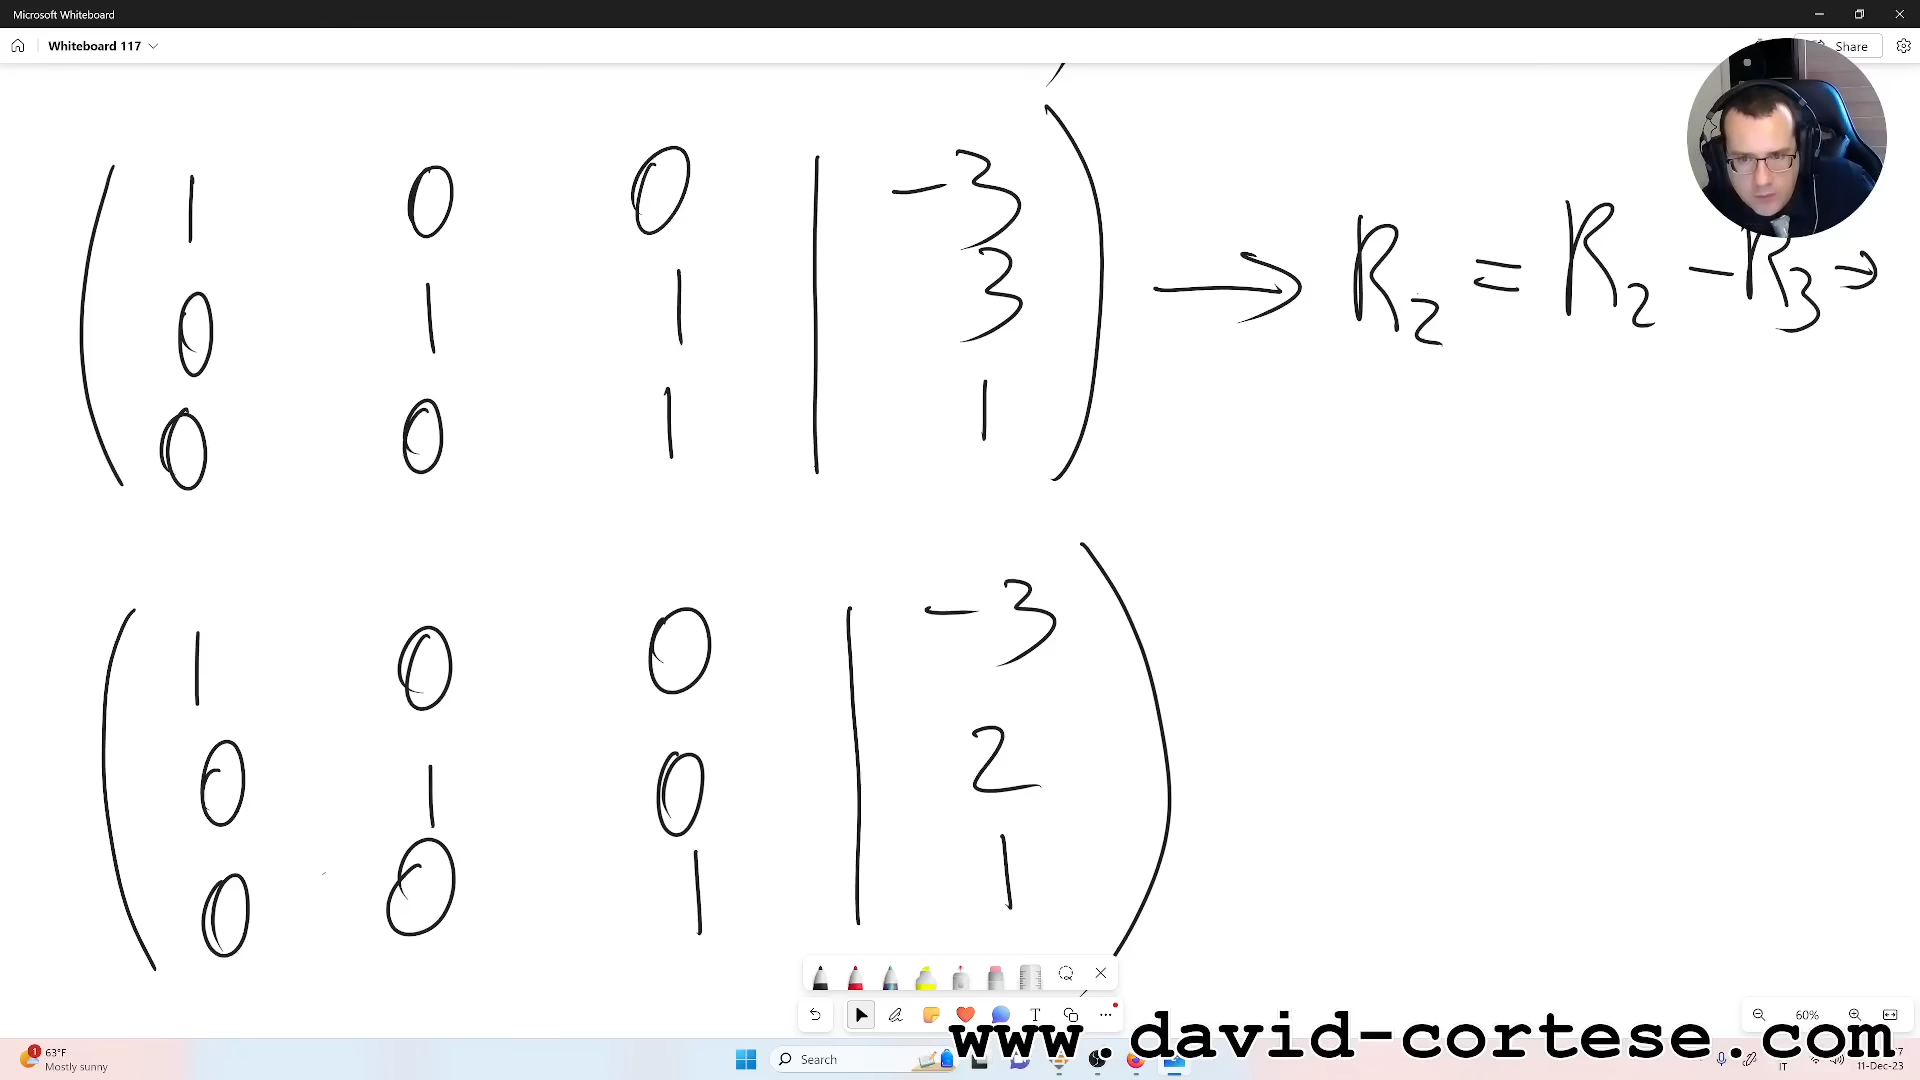 Microsoft Whiteboard
Whiteboard 117
Share
1 0 0 | -3
0 1 1 | 3
0 0 1 | 1
→ R2 = R2 - R3 →
1 0 0 | -3
0 1 0 | 2
0 0 1 | 1
T
60%
www.david-cortese.com
1
63°F
Mostly sunny
Search
IT
11-Dec-23